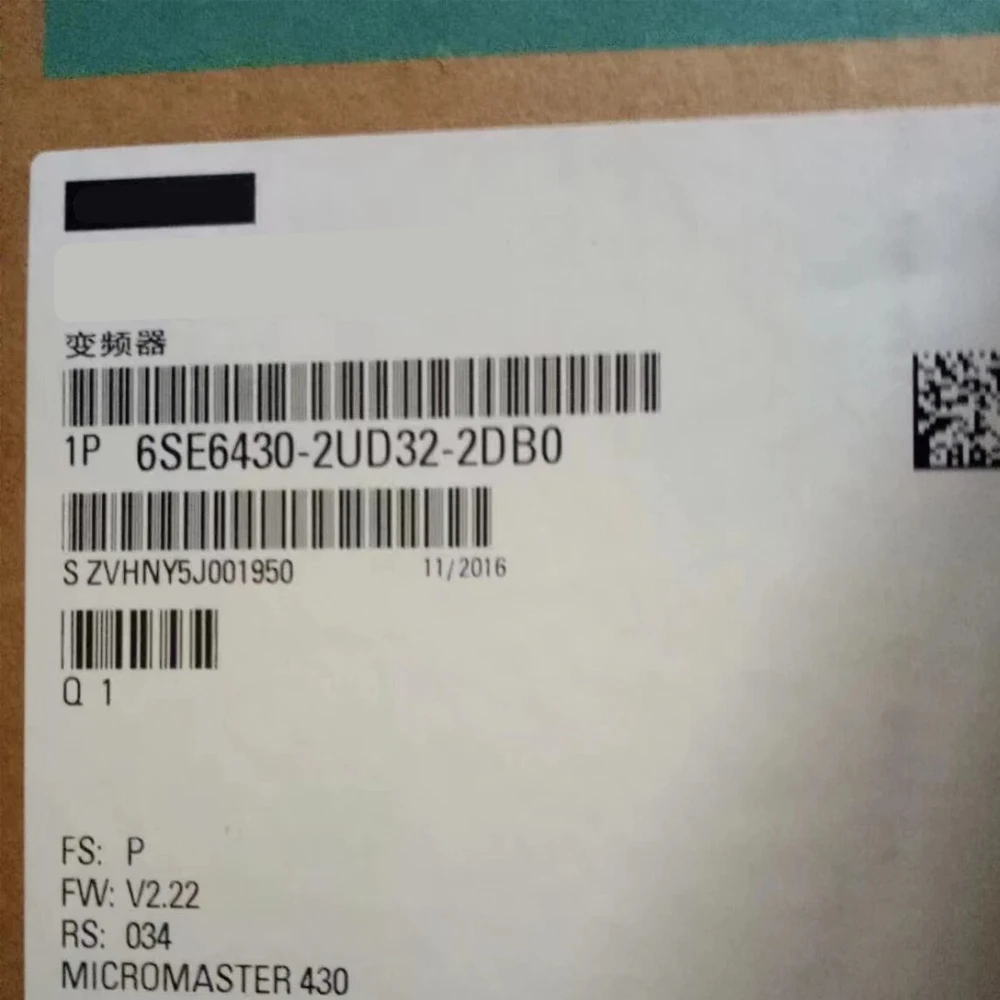 变频器
1P 6SE6430-2UD32-2DB0
S ZVHNY5J001950 11/2016
Q 1
FS: P
FW: V2.22
RS: 034
MICROMASTER 430